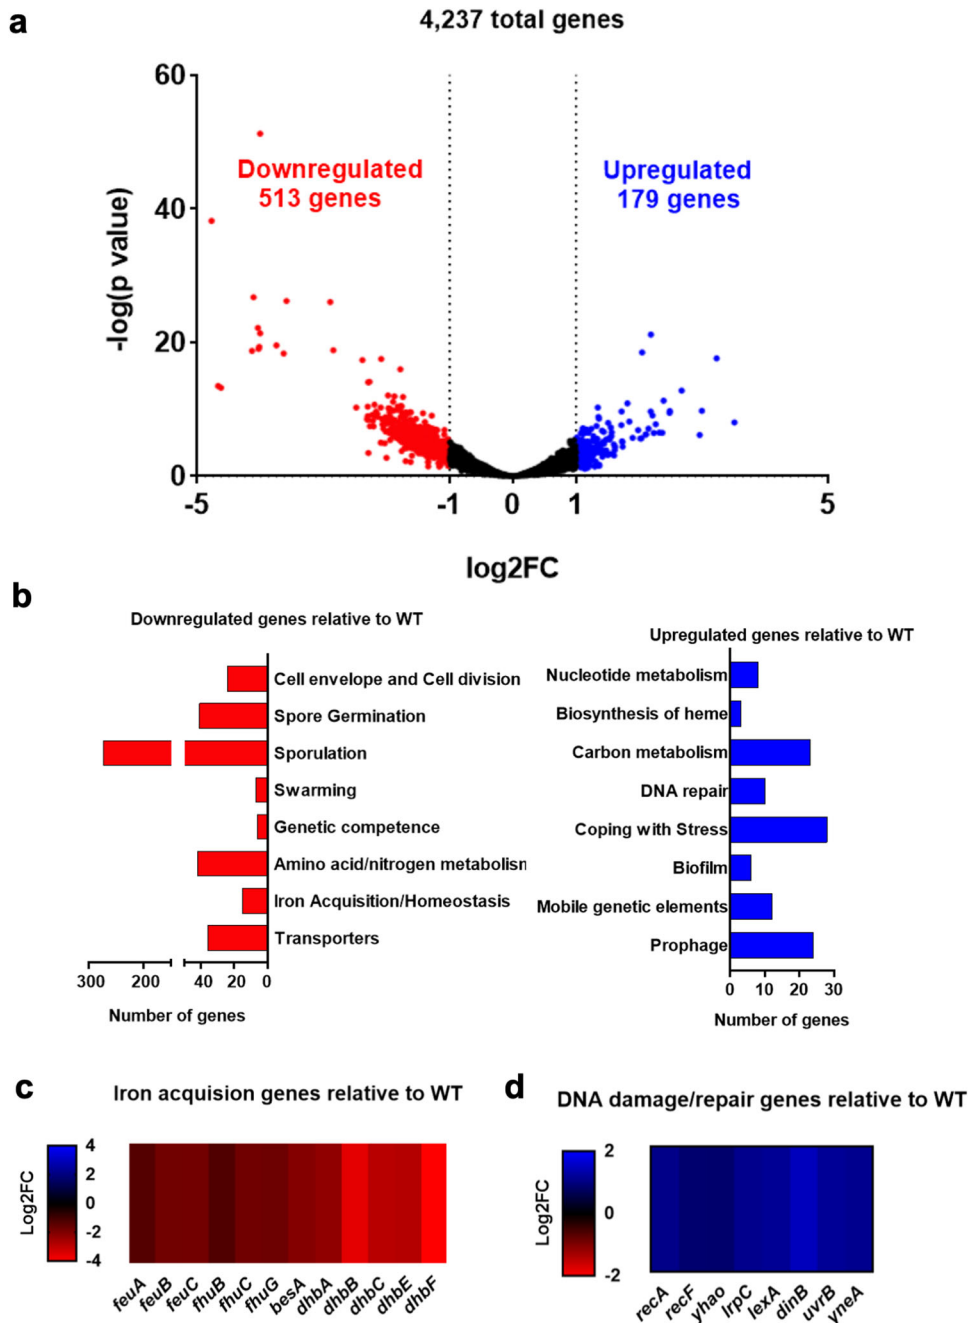 a
4,237 total genes
60
40
20
0
-log(p value)
Downregulated
513 genes
Upregulated
179 genes
-5
-1
0
1
5
log2FC
b
Downregulated genes relative to WT
Cell envelope and Cell division
Spore Germination
Sporulation
Swarming
Genetic competence
Amino acid/nitrogen metabolism
Iron Acquisition/Homeostasis
Transporters
300
200
40
20
0
Number of genes
Upregulated genes relative to WT
Nucleotide metabolism
Biosynthesis of heme
Carbon metabolism
DNA repair
Coping with Stress
Biofilm
Mobile genetic elements
Prophage
0
10
20
30
Number of genes
c
Iron acquision genes relative to WT
Log2FC
4
2
0
-2
-4
feuA
feuB
feuC
fhuB
fhuC
fhuG
besA
dhbA
dhbB
dhbC
dhbE
dhbF
d
DNA damage/repair genes relative to WT
Log2FC
2
0
-2
recA
recF
yhao
lrpC
lexA
dinB
uvrB
yneA